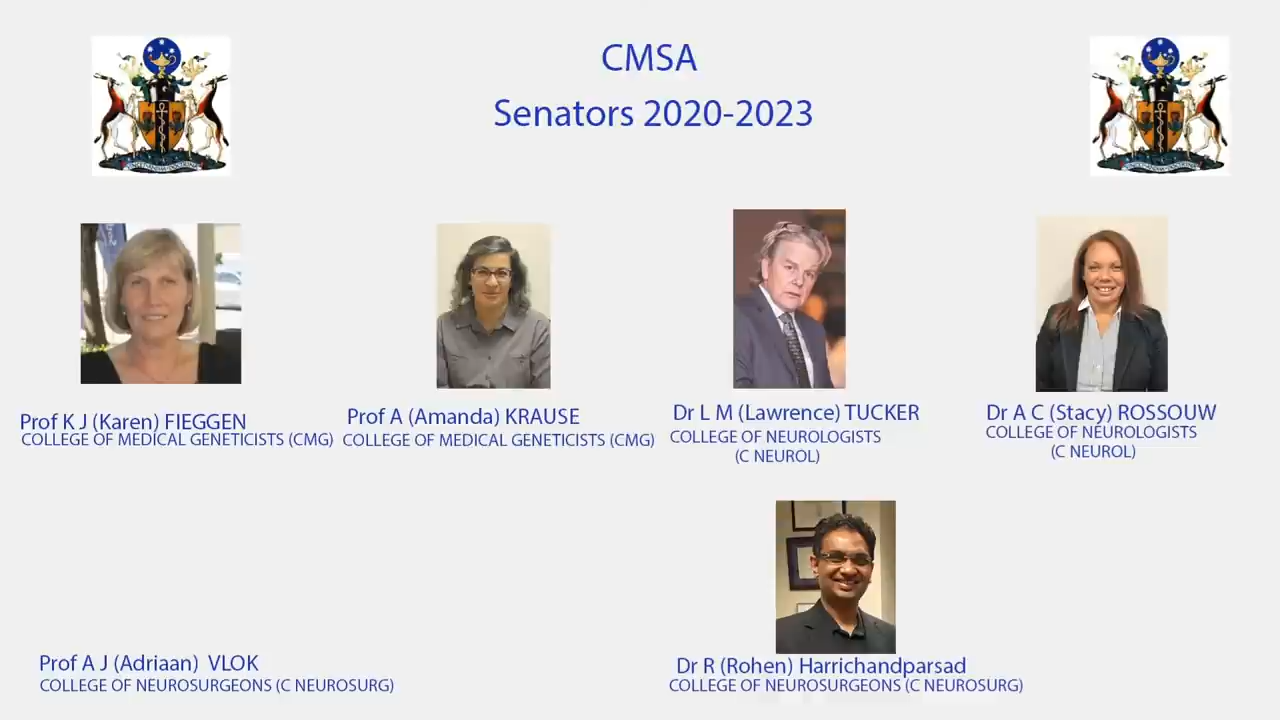 CMSA
Senators 2020-2023
Prof K J (Karen) FIEGGEN
COLLEGE OF MEDICAL GENETICISTS (CMG)
Prof A (Amanda) KRAUSE
COLLEGE OF MEDICAL GENETICISTS (CMG)
Dr L M (Lawrence) TUCKER
COLLEGE OF NEUROLOGISTS
(C NEUROL)
Dr A C (Stacy) ROSSOUW
COLLEGE OF NEUROLOGISTS
(C NEUROL)
Prof A J (Adriaan) VLOK
COLLEGE OF NEUROSURGEONS (C NEUROSURG)
Dr R (Rohen) Harrichandparsad
COLLEGE OF NEUROSURGEONS (C NEUROSURG)